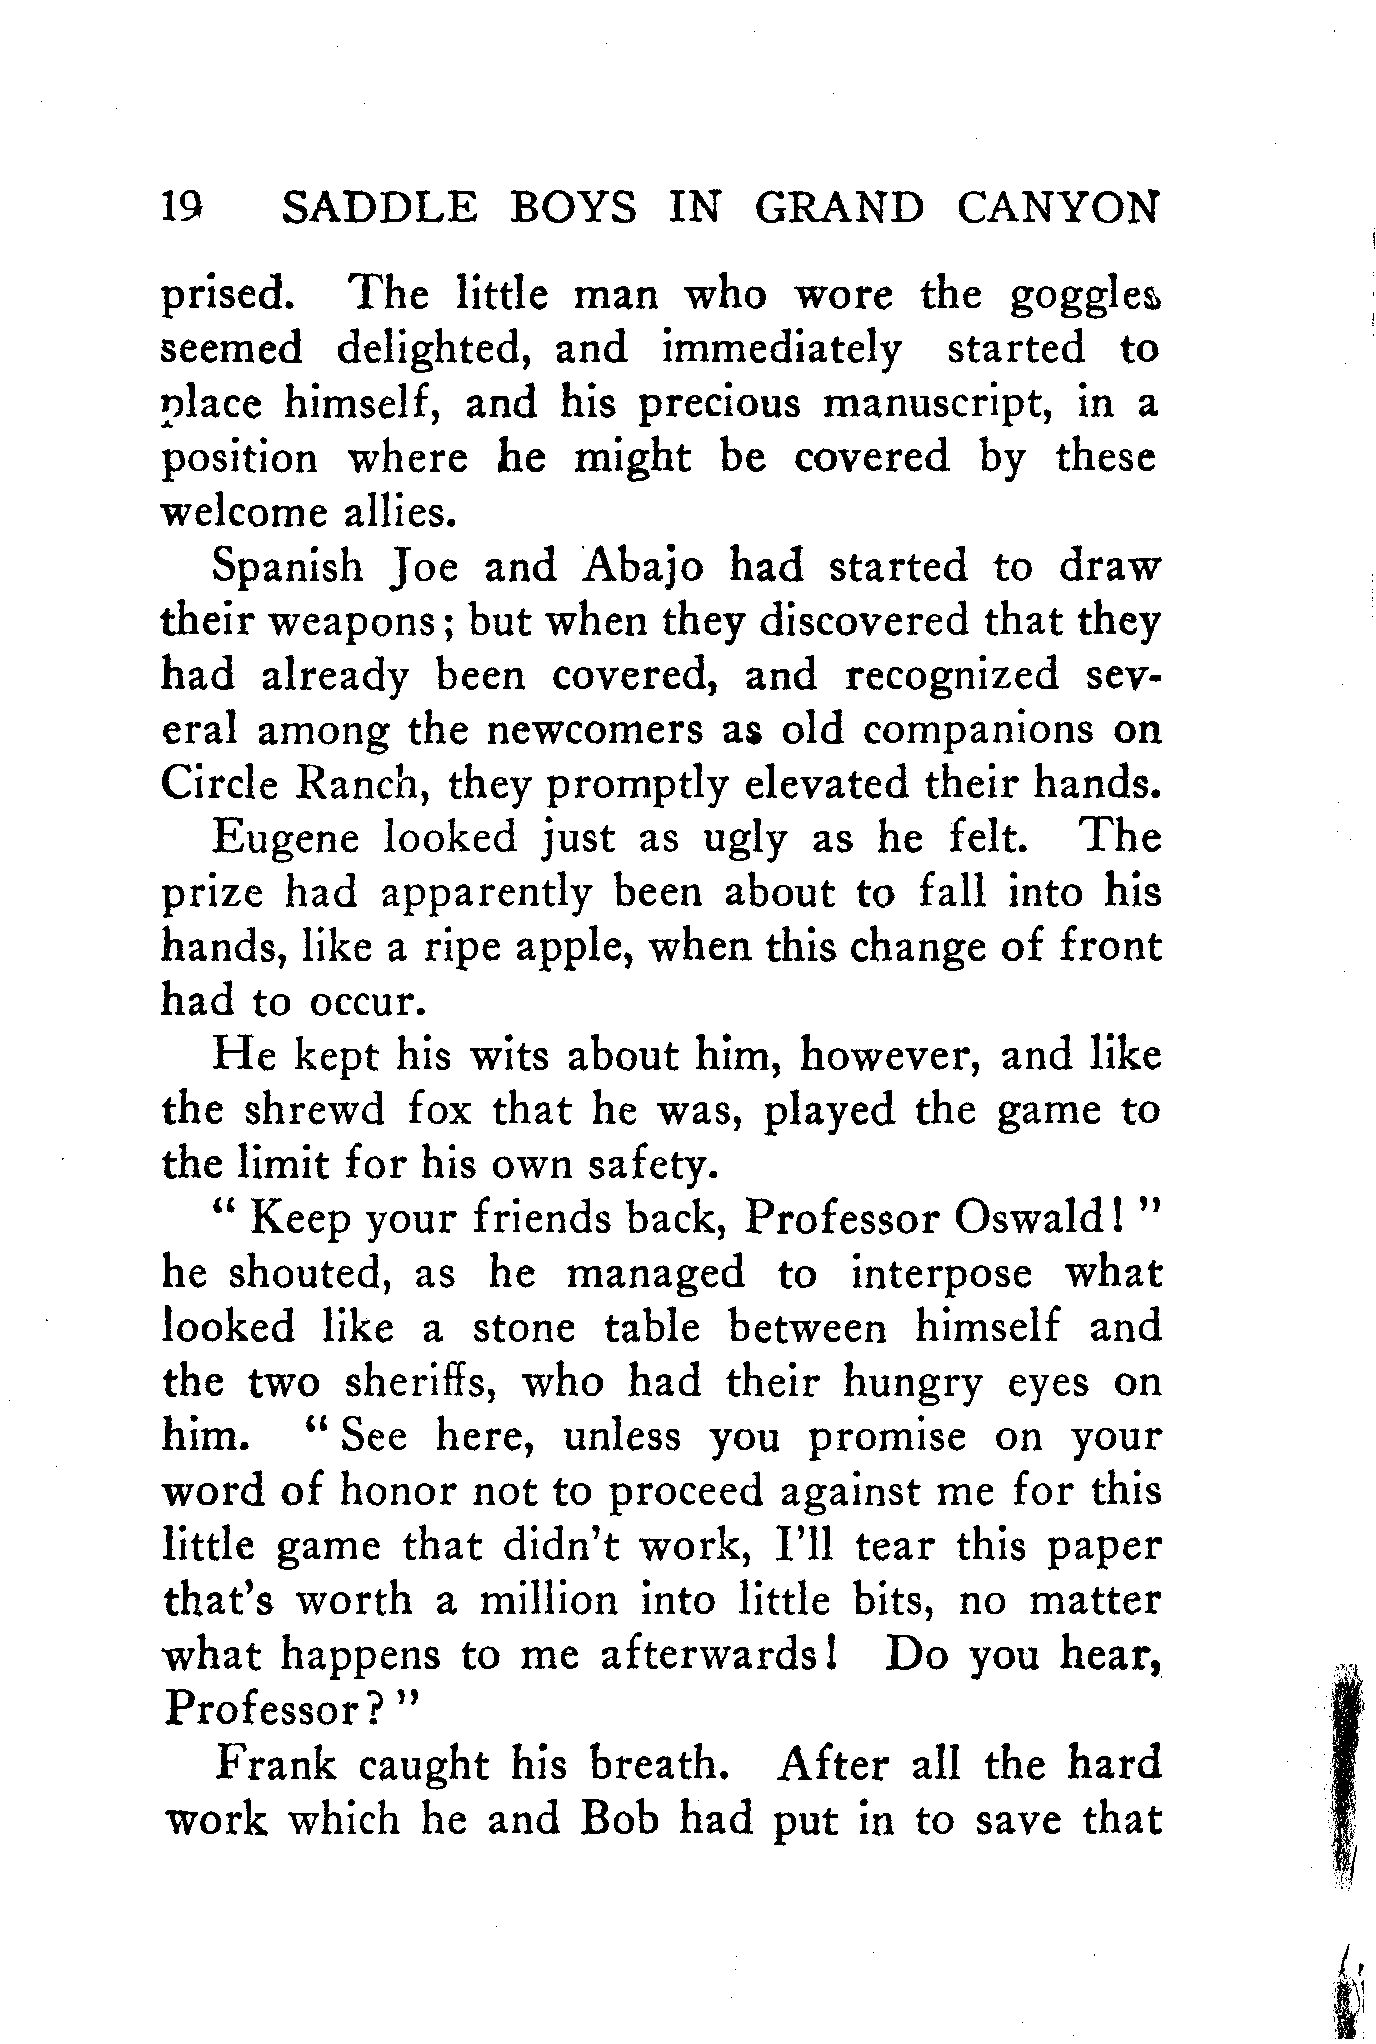 19 SADDLE BOYS IN GRAND CANYON
prised. The little man who wore the goggles
seemed delighted, and immediately started to
place himself, and his precious manuscript, in a
position where he might be covered by these
welcome allies.
Spanish Joe and Abajo had started to draw
their weapons; but when they discovered that they
had already been covered, and recognized sev-
eral among the newcomers as old companions on
Circle Ranch, they promptly elevated their hands.
Eugene looked just as ugly as he felt. The
prize had apparently been about to fall into his
hands, like a ripe apple, when this change of front
had to occur.
He kept his wits about him, however, and like
the shrewd fox that he was, played the game to
the limit for his own safety.
" Keep your friends back, Professor Oswald! "
he shouted, as he managed to interpose what
looked like a stone table between himself and
the two sheriffs, who had their hungry eyes on
him. " See here, unless you promise on your
word of honor not to proceed against me for this
little game that didn't work, I'll tear this paper
that's worth a million into little bits, no matter
what happens to me afterwards! Do you hear,
Professor? "
Frank caught his breath. After all the hard
work which he and Bob had put in to save that